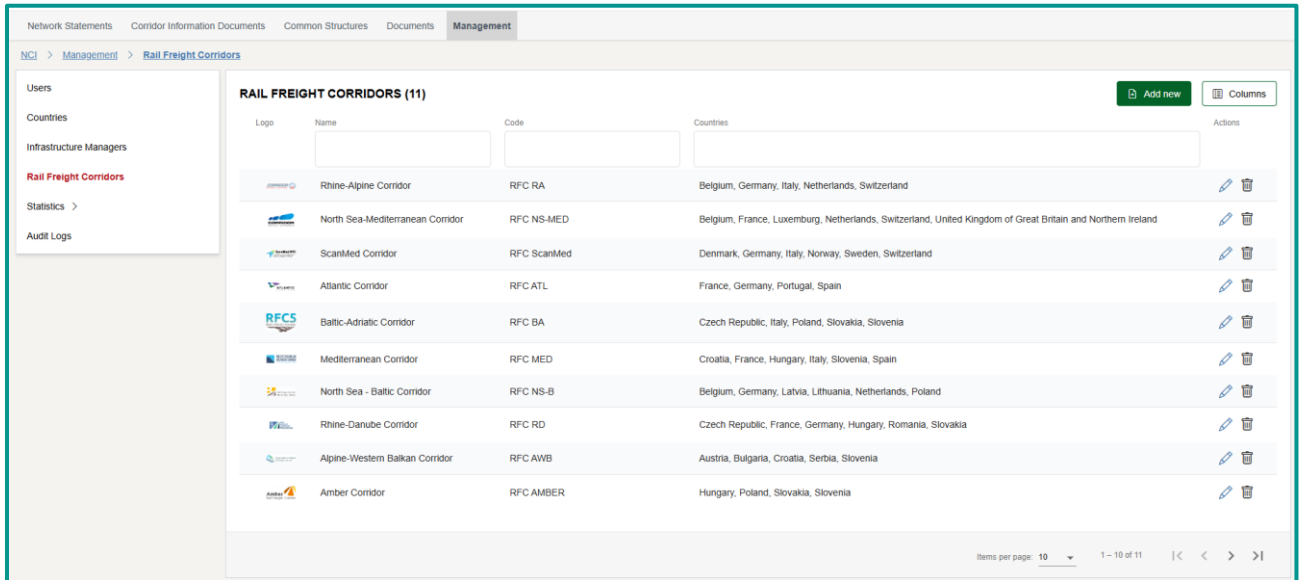 Network Statements Corridor Information Documents Common Structures Documents Management
NCI > Management > Rail Freight Corridors
Users
Countries
Infrastructure Managers
Rail Freight Corridors
Statistics >
Audit Logs
RAIL FREIGHT CORRIDORS (11)
Add new
Columns
Logo Name Code Countries Actions
Rhine-Alpine Corridor RFC RA Belgium, Germany, Italy, Netherlands, Switzerland
North Sea-Mediterranean Corridor RFC NS-MED Belgium, France, Luxemburg, Netherlands, Switzerland, United Kingdom of Great Britain and Northern Ireland
ScanMed Corridor RFC ScanMed Denmark, Germany, Italy, Norway, Sweden, Switzerland
ATLANTIC Atlantic Corridor RFC ATL France, Germany, Portugal, Spain
RFC5 Baltic-Adriatic Corridor RFC BA Czech Republic, Italy, Poland, Slovakia, Slovenia
Mediterranean Corridor RFC MED Croatia, France, Hungary, Italy, Slovenia, Spain
North Sea - Baltic Corridor RFC NS-B Belgium, Germany, Latvia, Lithuania, Netherlands, Poland
Rhine-Danube Corridor RFC RD Czech Republic, France, Germany, Hungary, Romania, Slovakia
Alpine-Western Balkan Corridor RFC AWB Austria, Bulgaria, Croatia, Serbia, Slovenia
Amber Amber Corridor RFC AMBER Hungary, Poland, Slovakia, Slovenia
Items per page: 10 1 – 10 of 11